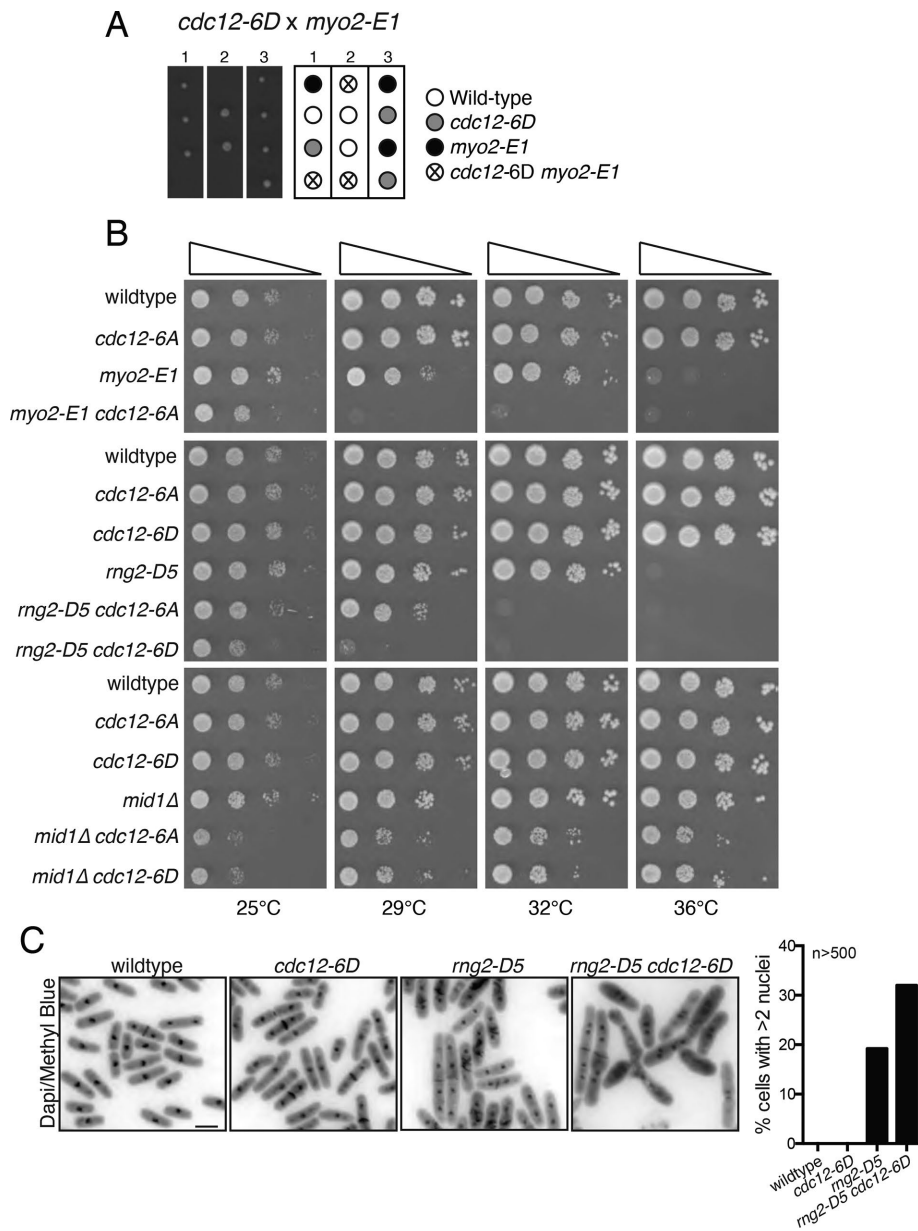 A
cdc12-6D x myo2-E1
1 2 3 1 2 3
Wild-type
cdc12-6D
myo2-E1
cdc12-6D myo2-E1
B
wildtype
cdc12-6A
myo2-E1
myo2-E1 cdc12-6A
wildtype
cdc12-6A
cdc12-6D
rng2-D5
rng2-D5 cdc12-6A
rng2-D5 cdc12-6D
wildtype
cdc12-6A
cdc12-6D
mid1Δ
mid1Δ cdc12-6A
mid1Δ cdc12-6D
25°C 29°C 32°C 36°C
C
wildtype cdc12-6D rng2-D5 rng2-D5 cdc12-6D
Dapi/Methyl Blue
% cells with >2 nuclei
40
30
20
10
0
n>500
wildtype
cdc12-6D
rng2-D5
rng2-D5 cdc12-6D